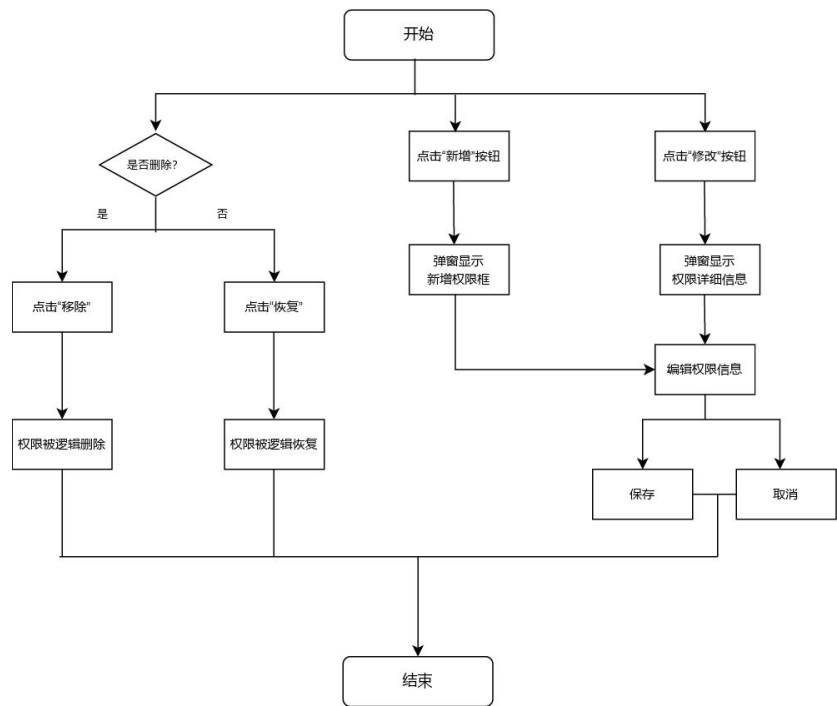 开始
是否删除？
点击“新增”按钮
点击“修改”按钮
是
否
弹窗显示
新增权限框
弹窗显示
权限详细信息
点击“移除”
点击“恢复”
编辑权限信息
权限被逻辑删除
权限被逻辑恢复
保存
取消
结束